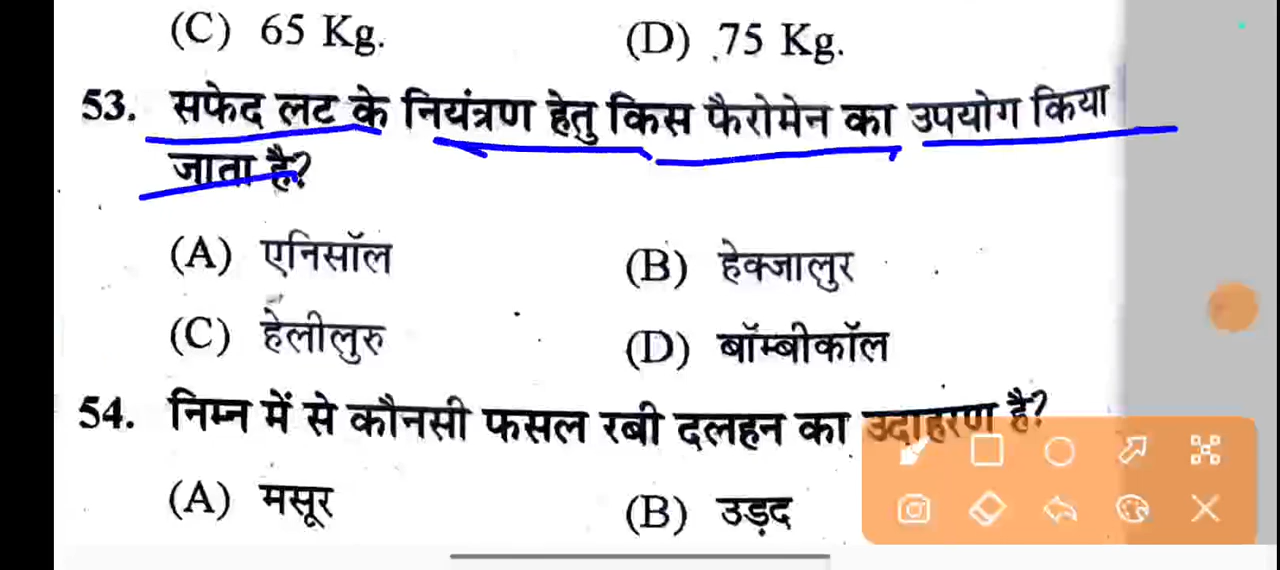 (C) 65 Kg. (D) 75 Kg.
53. सफेद लट के नियंत्रण हेतु किस फैरोमेन का उपयोग किया
जाता है?
(A) एनिसॉल (B) हेक्जालुर
(C) हेलीलुरु (D) बॉम्बीकॉल
54. निम्न में से कौनसी फसल रबी दलहन का उदाहरण है?
(A) मसूर (B) उड़द